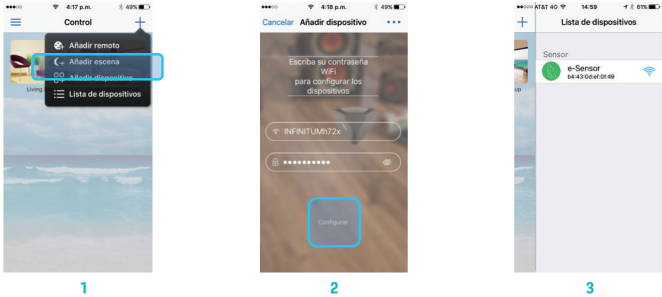 4:17 p.m.
49%
Control
Añadir remoto
Añadir escena
Añadir dispositivo
Lista de dispositivos
Living
1
4:18 p.m.
49%
Cancelar Añadir dispositivo
Escriba su contraseña
WiFi
para configurar los
dispositivos
INFINITUMh72x
Configurar
2
AT&T 4G
14:59
61%
Lista de dispositivos
Sensor
e-Sensor
b4:43:0d:ef:01:49
up
3